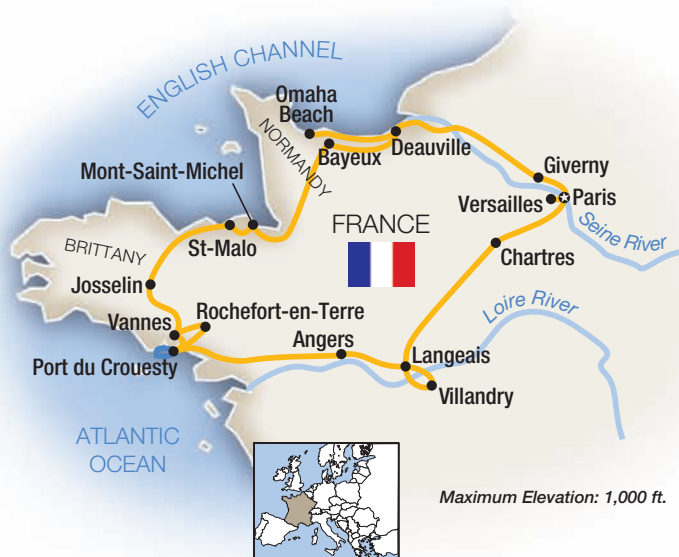 ENGLISH CHANNEL
Omaha
Beach
NORMANDY
Bayeux
Deauville
Mont-Saint-Michel
Giverny
Versailles
Paris
FRANCE
St-Malo
Seine River
BRITTANY
Chartres
Josselin
Rochefort-en-Terre
Loire River
Vannes
Angers
Port du Crouesty
Langeais
Villandry
ATLANTIC
OCEAN
Maximum Elevation: 1,000 ft.